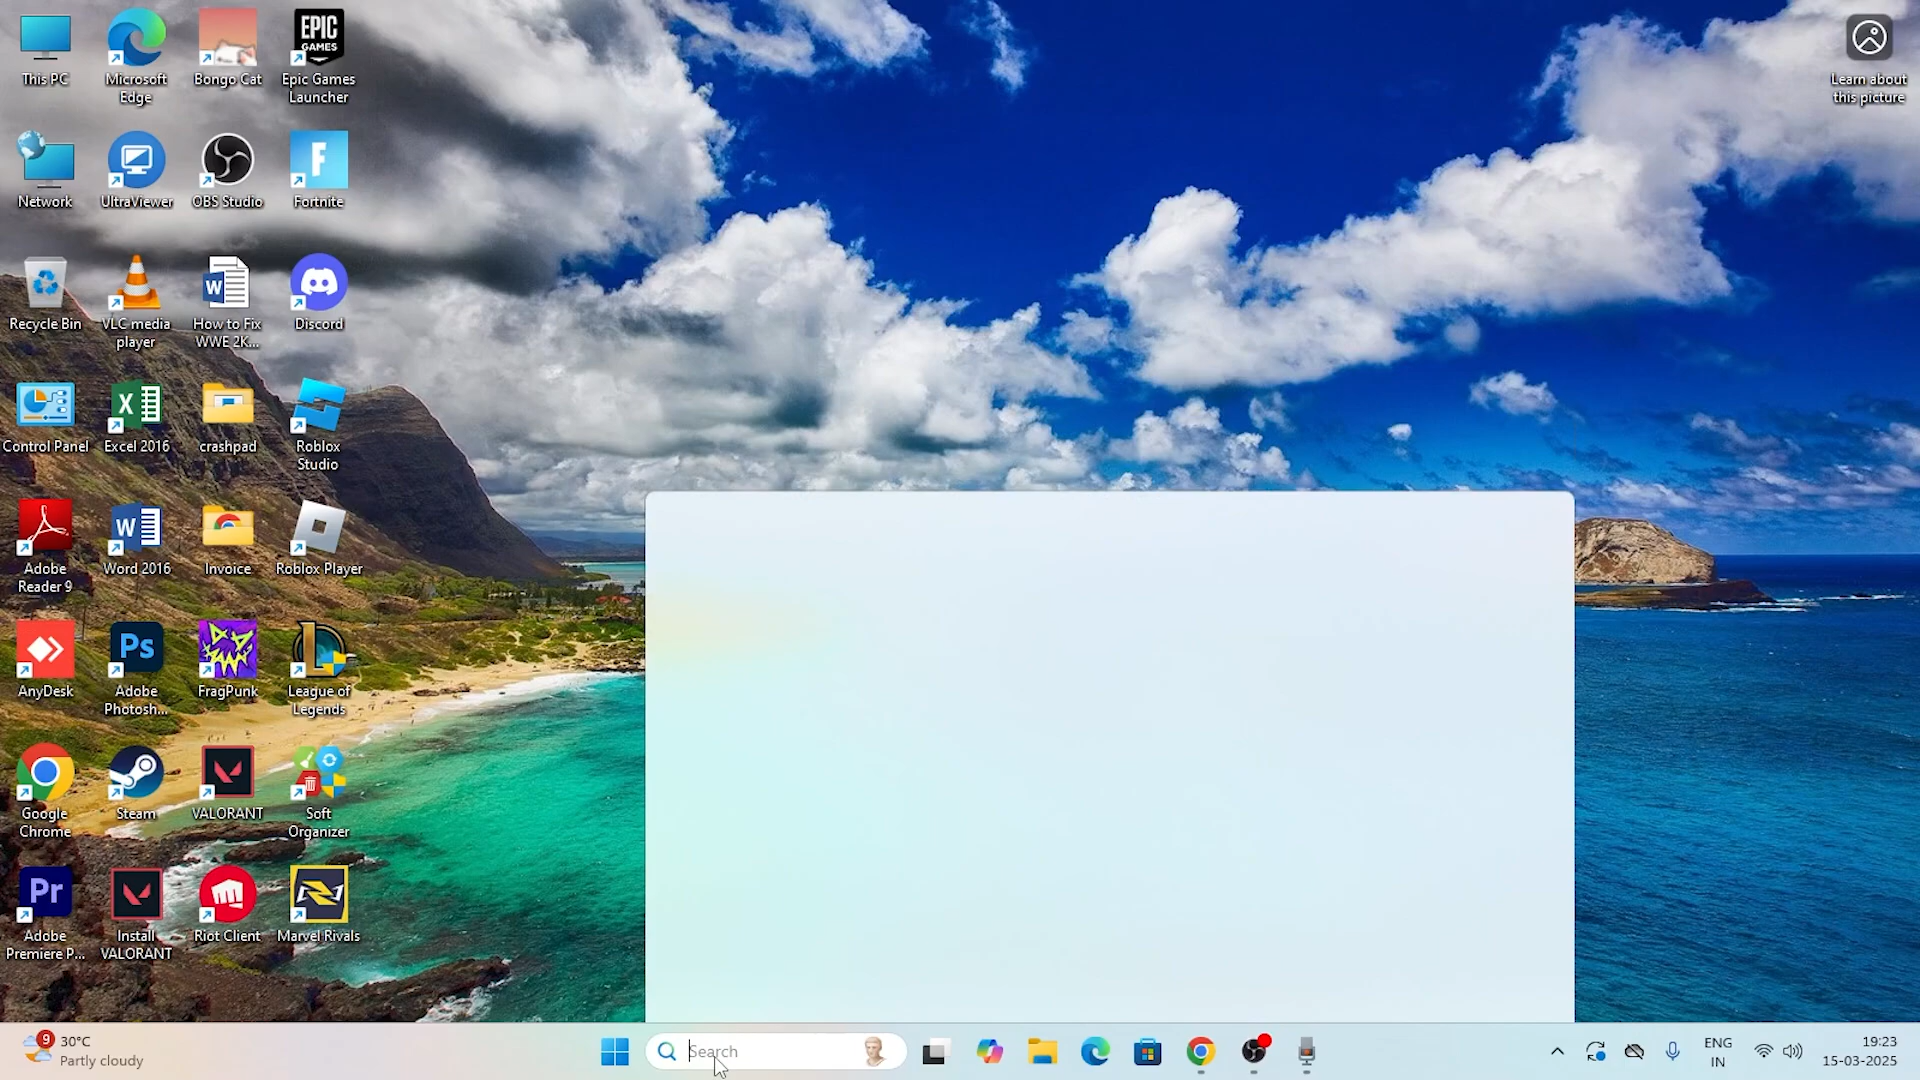 This PC
Microsoft
Edge
Bongo Cat
EPIC
GAMES
Epic Games
Launcher
Learn about
this picture
Network
UltraViewer
OBS Studio
F
Fortnite
Recycle Bin
VLC media
player
W
How to Fix
WWE 2K...
Discord
Control Panel
X
Excel 2016
crashpad
Roblox
Studio
Adobe
Reader 9
W
Word 2016
Invoice
Roblox Player
AnyDesk
Ps
Adobe
Photosh...
FragPunk
L
League of
Legends
Google
Chrome
Steam
VALORANT
Soft
Organizer
Pr
Adobe
Premiere P...
Install
VALORANT
Riot Client
Marvel Rivals
9
30°C
Partly cloudy
Search
ENG
IN
19:23
15-03-2025